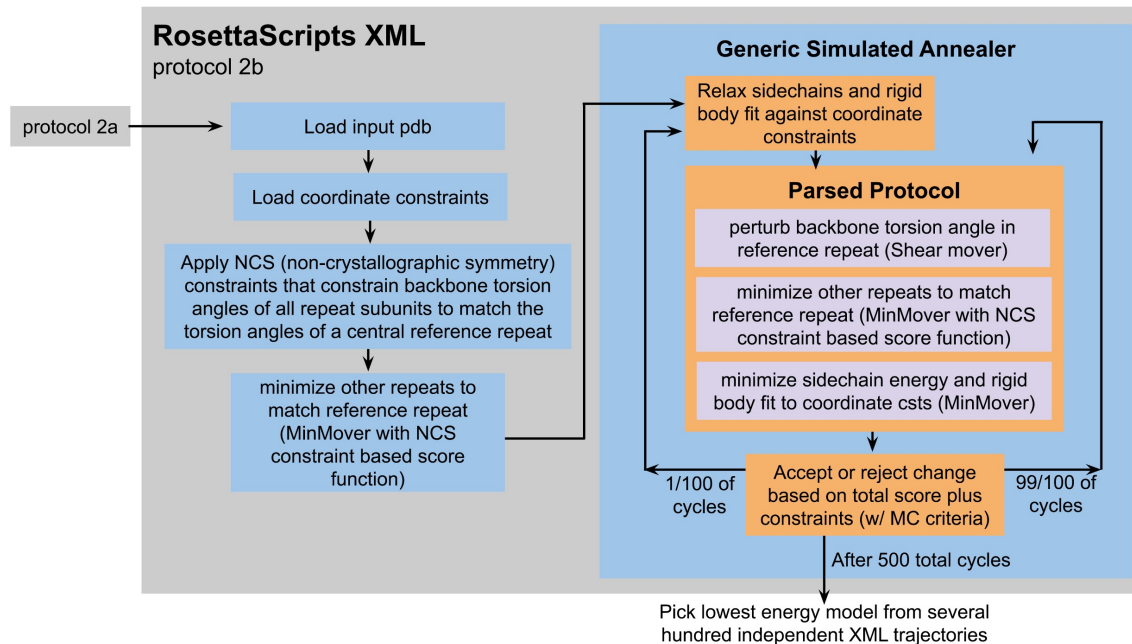 RosettaScripts XML
protocol 2b
protocol 2a
Load input pdb
Load coordinate constraints
Apply NCS (non-crystallographic symmetry)
constraints that constrain backbone torsion
angles of all repeat subunits to match the
torsion angles of a central reference repeat
minimize other repeats to
match reference repeat
(MinMover with NCS
constraint based score
function)
Generic Simulated Annealer
Relax sidechains and rigid
body fit against coordinate
constraints
Parsed Protocol
perturb backbone torsion angle in
reference repeat (Shear mover)
minimize other repeats to match
reference repeat (MinMover with NCS
constraint based score function)
minimize sidechain energy and rigid
body fit to coordinate csts (MinMover)
Accept or reject change
based on total score plus
constraints (w/ MC criteria)
1/100 of
cycles
99/100 of
cycles
After 500 total cycles
Pick lowest energy model from several
hundred independent XML trajectories